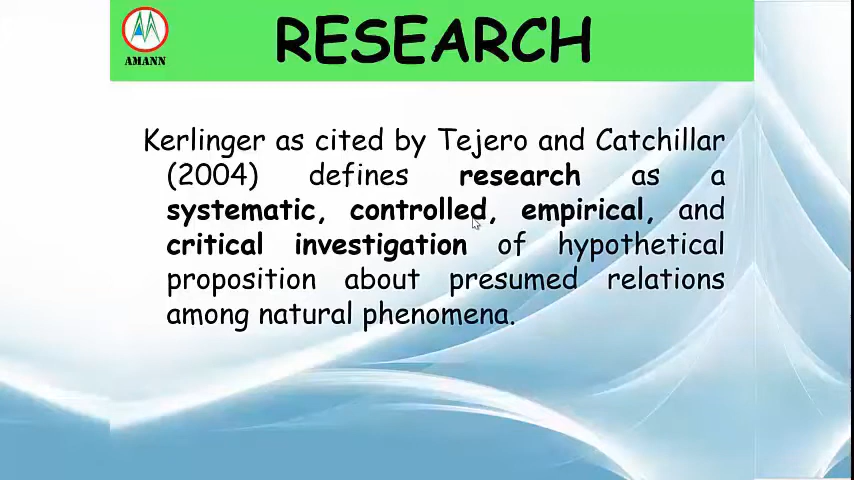 RESEARCH
AMANN
Kerlinger as cited by Tejero and Catchillar
(2004) defines research as a
systematic, controlled, empirical, and
critical investigation of hypothetical
proposition about presumed relations
among natural phenomena.